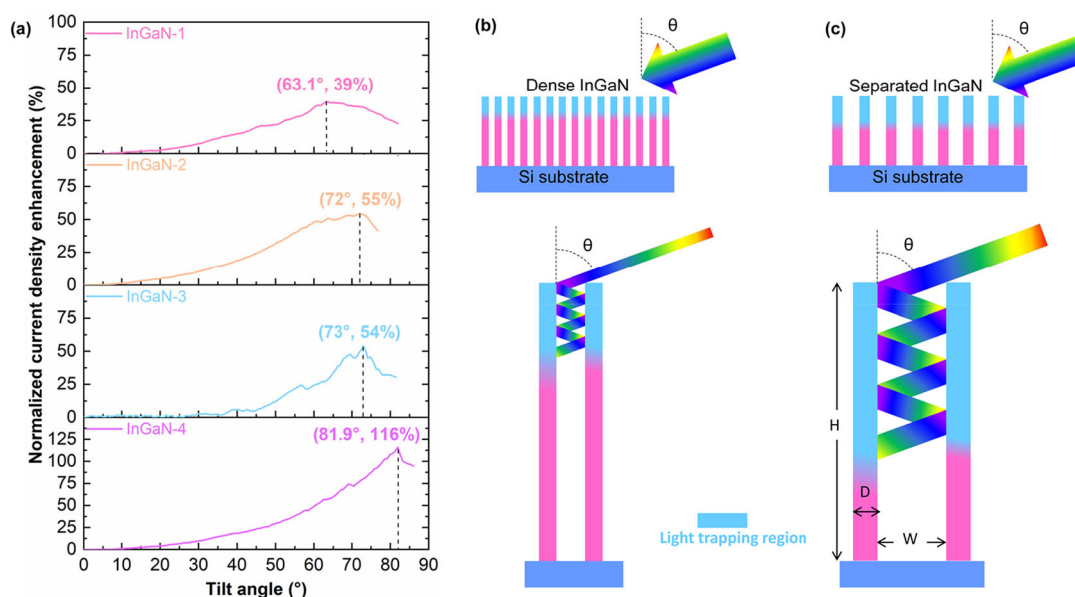 (a)
Normalized current density enhancement (%)
100
75
50
25
0
InGaN-1
(63.1°, 39%)
75
50
25
0
InGaN-2
(72°, 55%)
75
50
25
0
InGaN-3
(73°, 54%)
125
100
75
50
25
0
InGaN-4
(81.9°, 116%)
0 10 20 30 40 50 60 70 80 90
Tilt angle (°)
(b)
θ
Dense InGaN
Si substrate
θ
Light trapping region
(c)
θ
Separated InGaN
Si substrate
θ
H
D
W